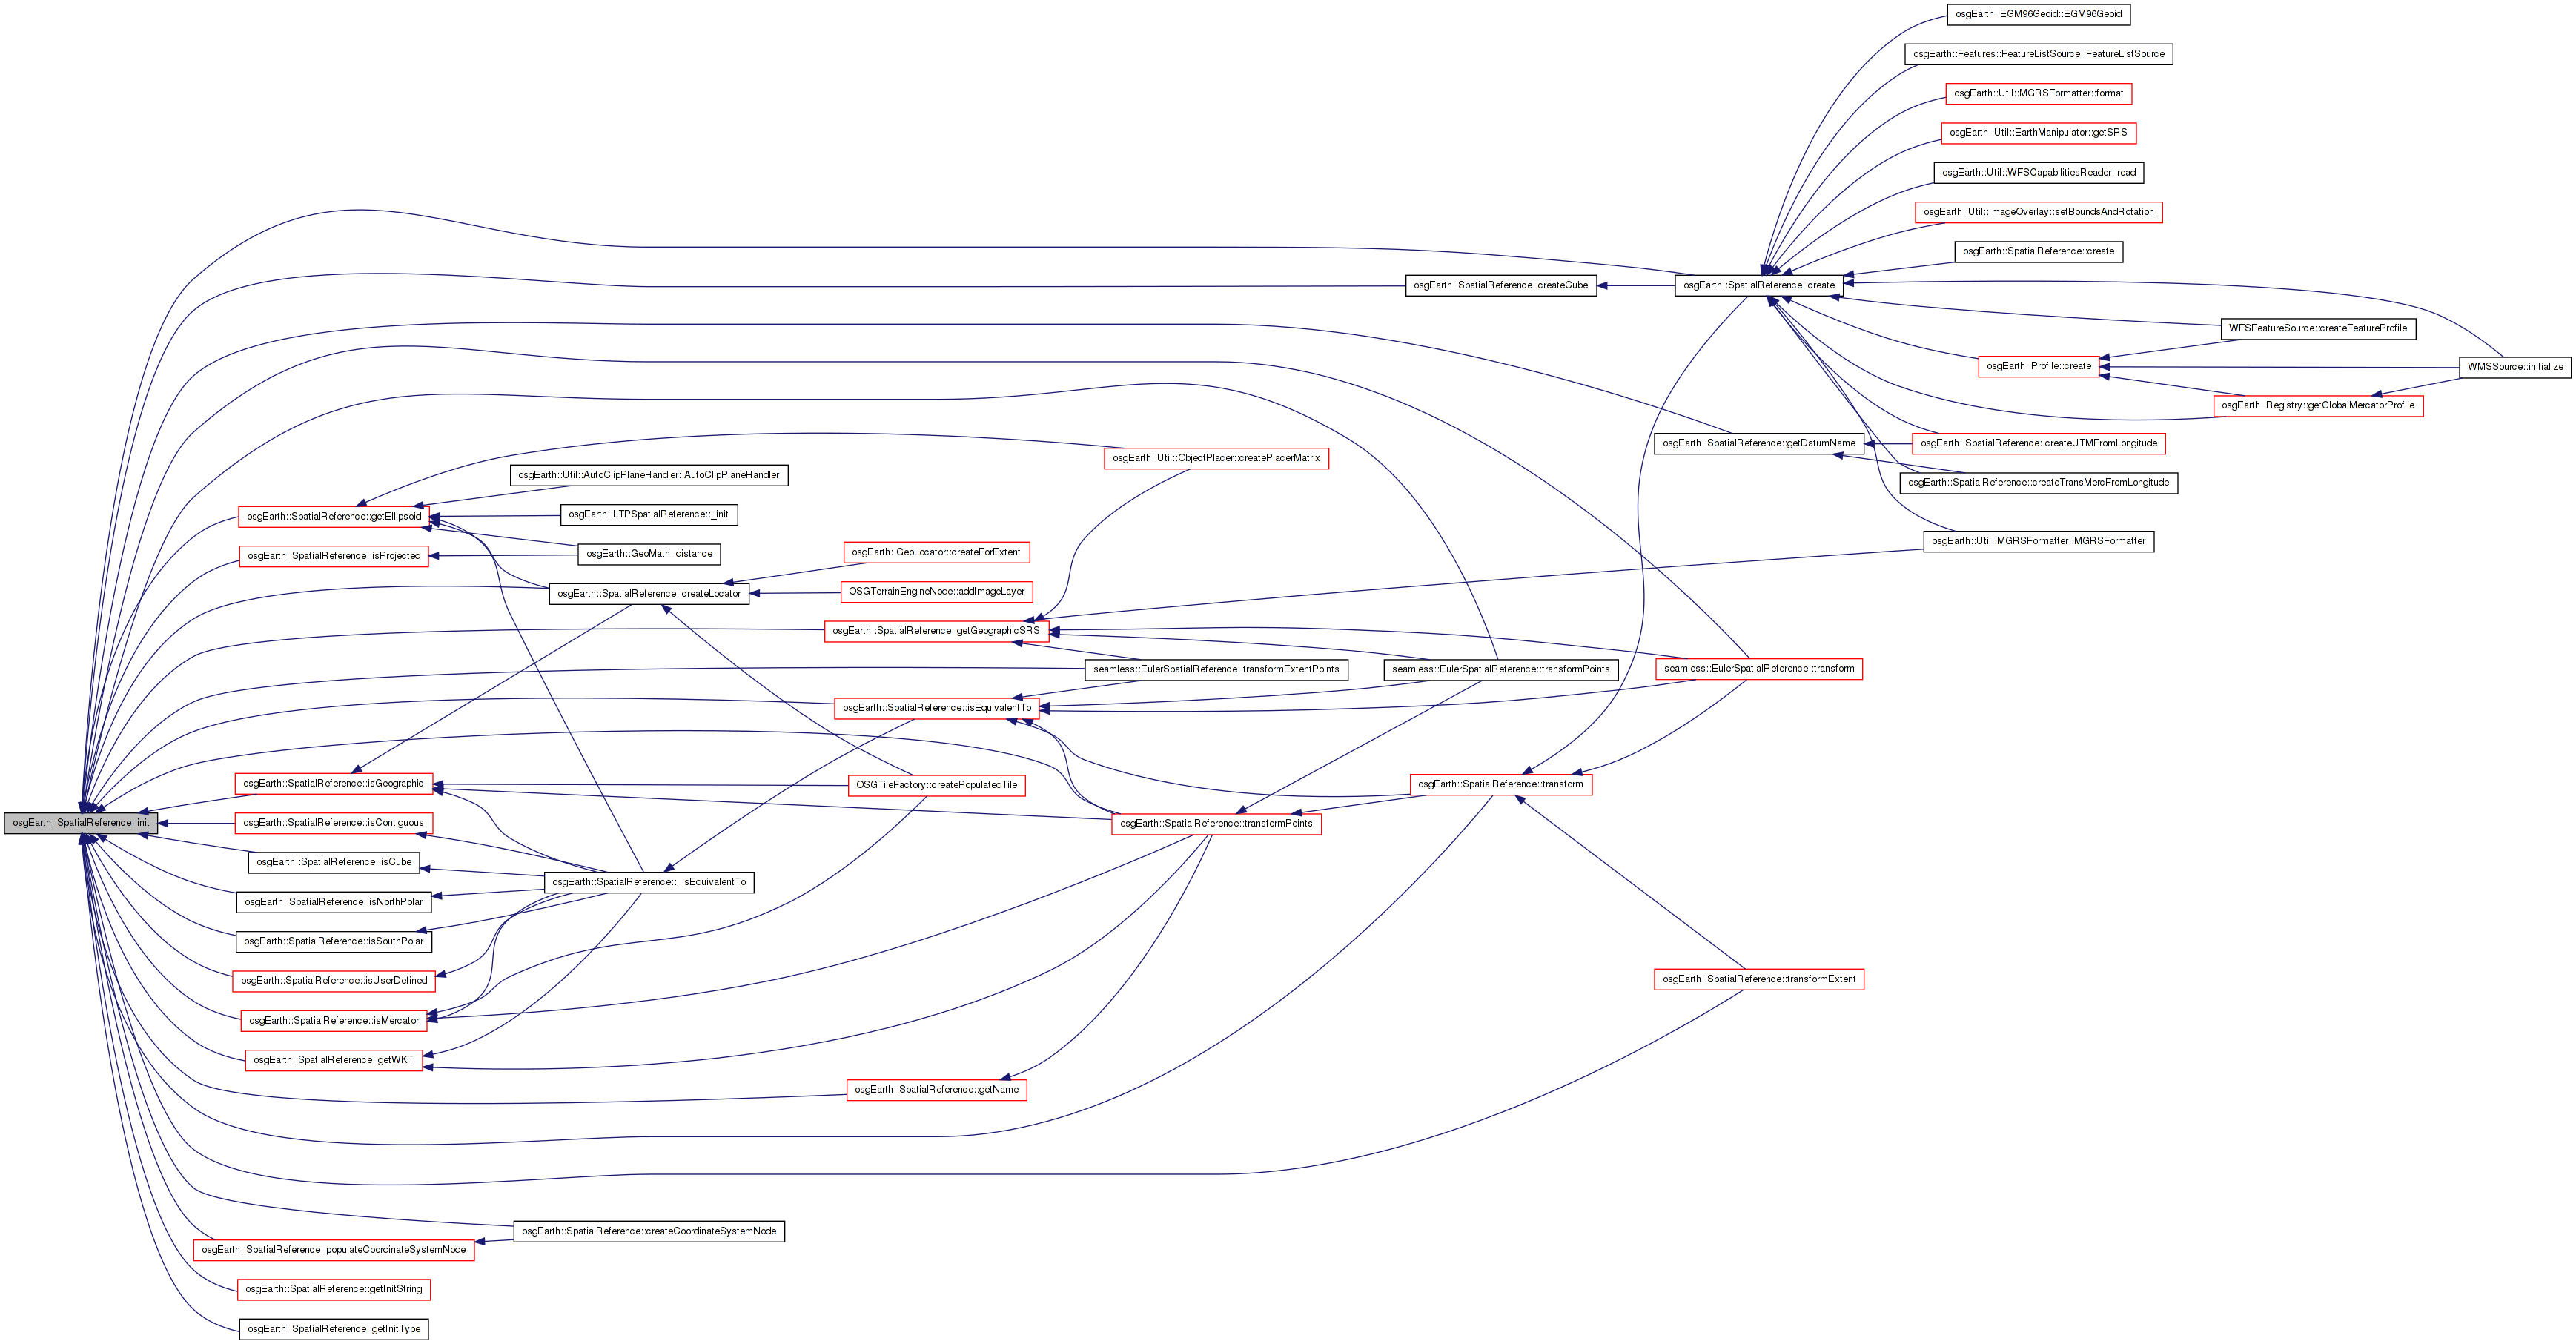 osgEarth::EGM96Geoid::EGM96Geoid
osgEarth::Features::FeatureListSource::FeatureListSource
osgEarth::Util::MGRSFormatter::format
osgEarth::Util::EarthManipulator::getSRS
osgEarth::Util::WFSCapabilitiesReader::read
osgEarth::Util::ImageOverlay::setBoundsAndRotation
osgEarth::SpatialReference::create
osgEarth::SpatialReference::createCube
osgEarth::SpatialReference::create
WFSFeatureSource::createFeatureProfile
osgEarth::Profile::create
WMSSource::initialize
osgEarth::Registry::getGlobalMercatorProfile
osgEarth::SpatialReference::getDatumName
osgEarth::SpatialReference::createUTMFromLongitude
osgEarth::Util::ObjectPlacer::createPlacerMatrix
osgEarth::Util::AutoClipPlaneHandler::AutoClipPlaneHandler
osgEarth::SpatialReference::createTransMercFromLongitude
osgEarth::SpatialReference::getEllipsoid
osgEarth::LTPSpatialReference::_init
osgEarth::Util::MGRSFormatter::MGRSFormatter
osgEarth::SpatialReference::isProjected
osgEarth::GeoMath::distance
osgEarth::GeoLocator::createForExtent
osgEarth::SpatialReference::createLocator
OSGTerrainEngineNode::addImageLayer
osgEarth::SpatialReference::getGeographicSRS
seamless::EulerSpatialReference::transformExtentPoints
seamless::EulerSpatialReference::transformPoints
seamless::EulerSpatialReference::transform
osgEarth::SpatialReference::isEquivalentTo
osgEarth::SpatialReference::isGeographic
OSGTileFactory::createPopulatedTile
osgEarth::SpatialReference::transform
osgEarth::SpatialReference::init
osgEarth::SpatialReference::isContiguous
osgEarth::SpatialReference::transformPoints
osgEarth::SpatialReference::isCube
osgEarth::SpatialReference::_isEquivalentTo
osgEarth::SpatialReference::isNorthPolar
osgEarth::SpatialReference::isSouthPolar
osgEarth::SpatialReference::isUserDefined
osgEarth::SpatialReference::transformExtent
osgEarth::SpatialReference::isMercator
osgEarth::SpatialReference::getWKT
osgEarth::SpatialReference::getName
osgEarth::SpatialReference::createCoordinateSystemNode
osgEarth::SpatialReference::populateCoordinateSystemNode
osgEarth::SpatialReference::getInitString
osgEarth::SpatialReference::getInitType